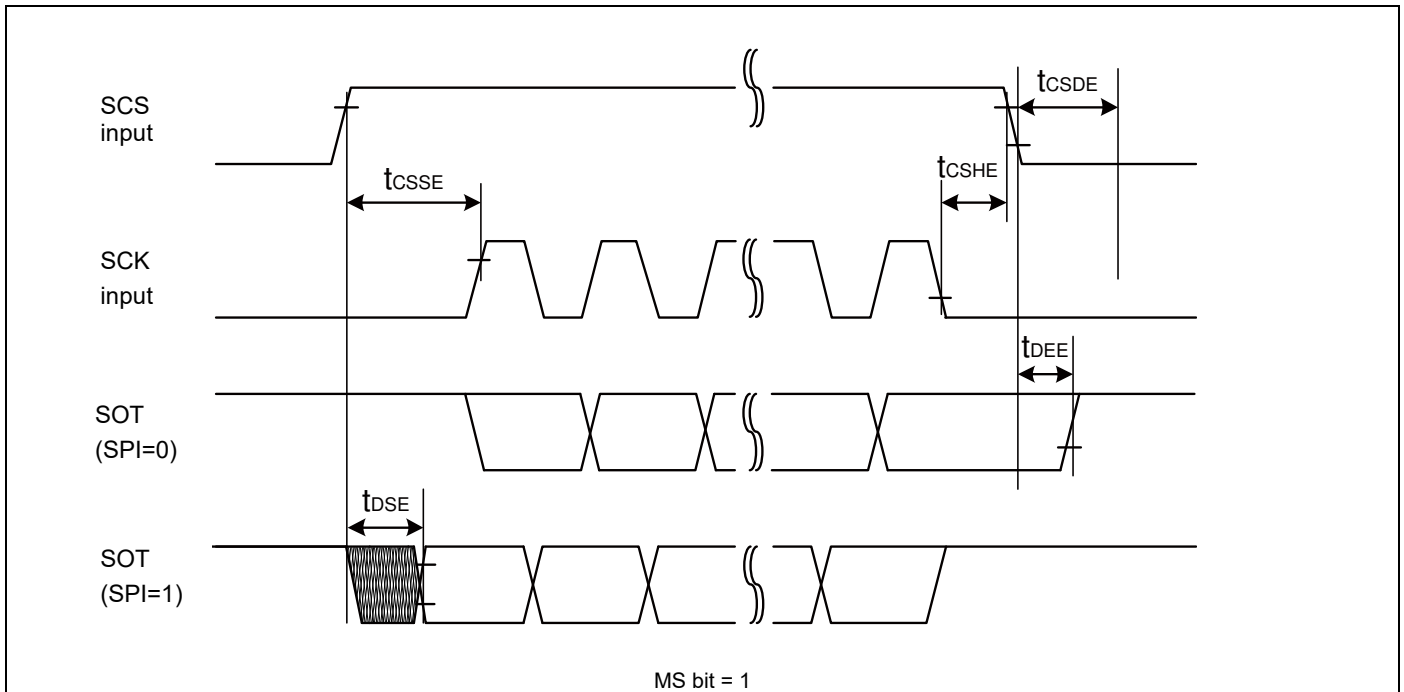 SCS
input
tCSDE
tCSHE
tCSSE
SCK
input
tDEE
SOT
(SPI=0)
tDSE
SOT
(SPI=1)
MS bit = 1